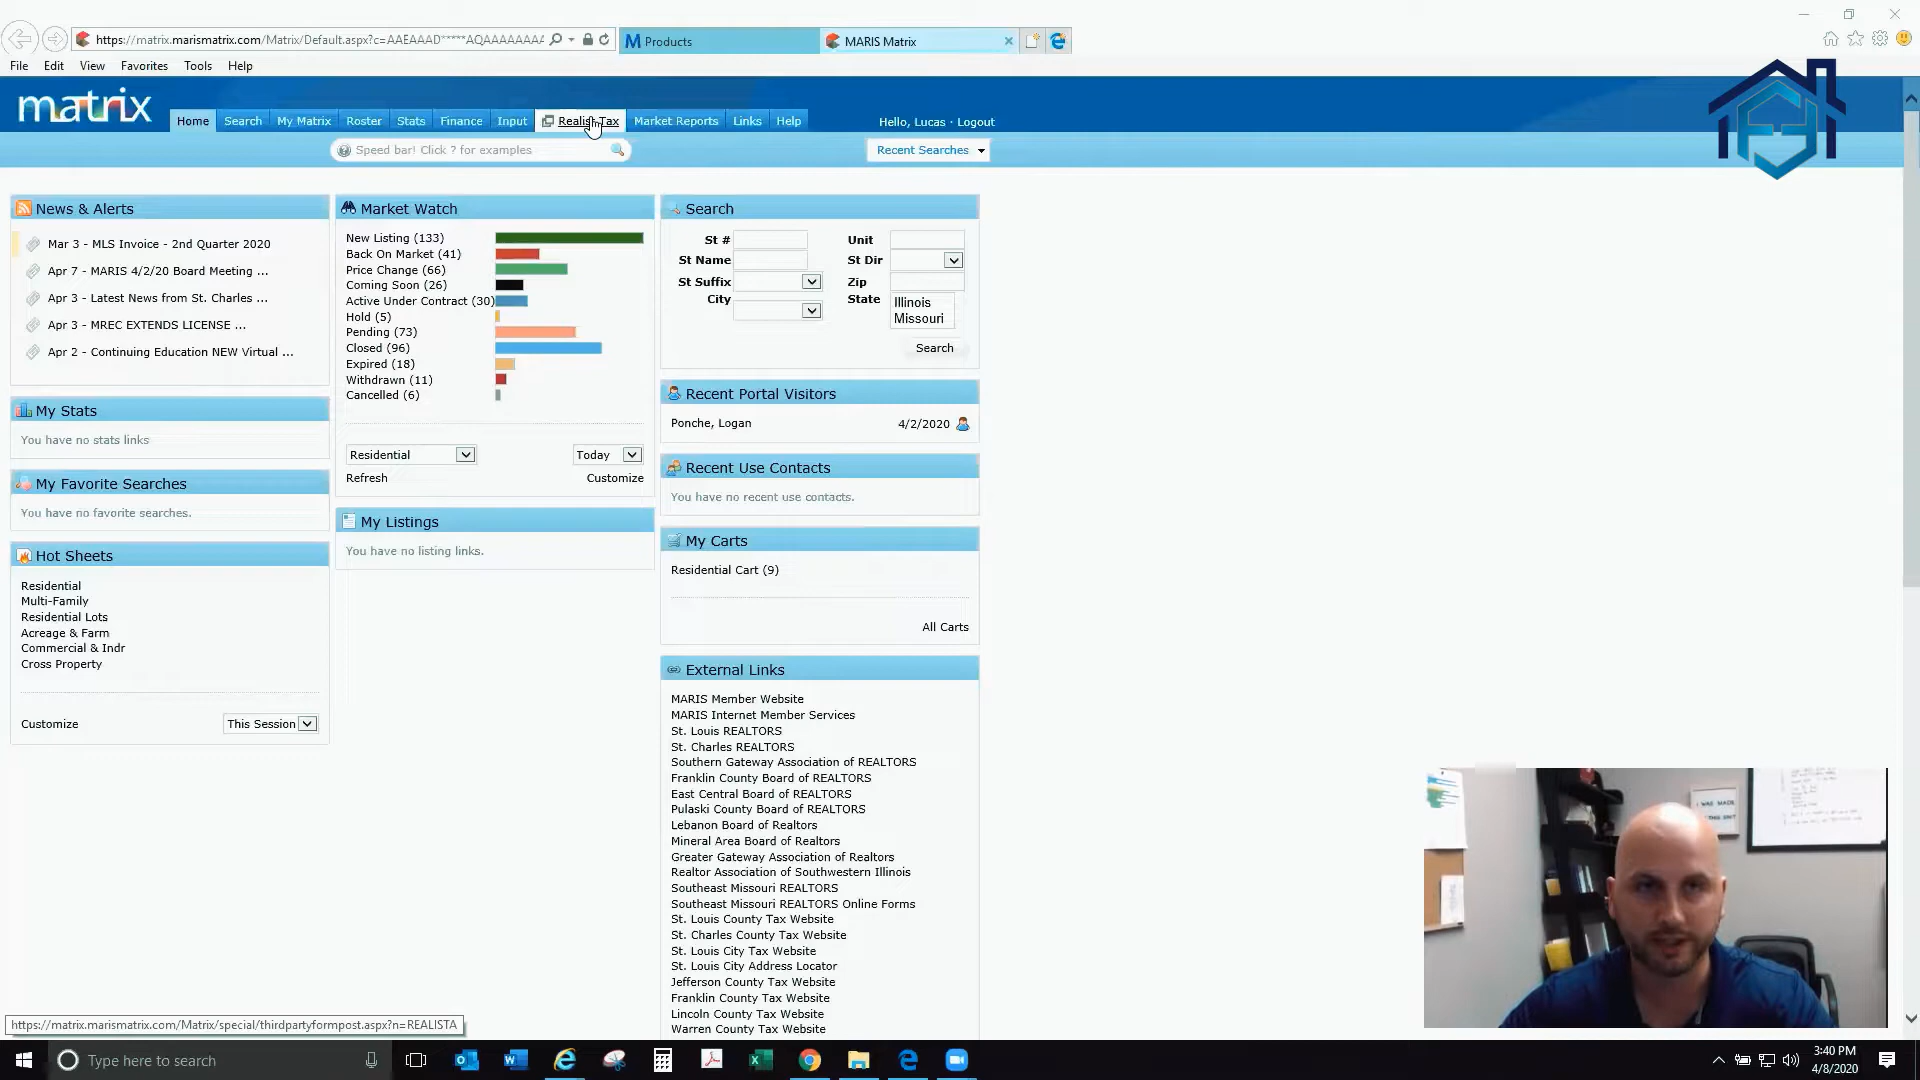 https://matrix.marismatrix.com/Matrix/Default.aspx?c=AAEAAAD*****AQAAAAAAAA
Products
MARIS Matrix
File Edit View Favorites Tools Help
matrix
Home Search My Matrix Roster Stats Finance Input Realist Tax Market Reports Links Help
Hello, Lucas · Logout
Speed bar! Click ? for examples
Recent Searches
News & Alerts
Mar 3 - MLS Invoice - 2nd Quarter 2020
Apr 7 - MARIS 4/2/20 Board Meeting ...
Apr 3 - Latest News from St. Charles ...
Apr 3 - MREC EXTENDS LICENSE ...
Apr 2 - Continuing Education NEW Virtual ...
My Stats
You have no stats links
My Favorite Searches
You have no favorite searches.
Hot Sheets
Residential
Multi-Family
Residential Lots
Acreage & Farm
Commercial & Indr
Cross Property
Customize
This Session
Market Watch
New Listing (133)
Back On Market (41)
Price Change (66)
Coming Soon (26)
Active Under Contract (30)
Hold (5)
Pending (73)
Closed (96)
Expired (18)
Withdrawn (11)
Cancelled (6)
Residential
Today
Refresh
Customize
My Listings
You have no listing links.
Search
St #
Unit
St Name
St Dir
St Suffix
Zip
City
State
Illinois
Missouri
Search
Recent Portal Visitors
Ponche, Logan 4/2/2020
Recent Use Contacts
You have no recent use contacts.
My Carts
Residential Cart (9)
All Carts
External Links
MARIS Member Website
MARIS Internet Member Services
St. Louis REALTORS
St. Charles REALTORS
Southern Gateway Association of REALTORS
Franklin County Board of REALTORS
East Central Board of REALTORS
Pulaski County Board of REALTORS
Lebanon Board of Realtors
Mineral Area Board of Realtors
Greater Gateway Association of Realtors
Realtor Association of Southwestern Illinois
Southeast Missouri REALTORS
Southeast Missouri REALTORS Online Forms
St. Louis County Tax Website
St. Charles County Tax Website
St. Louis City Tax Website
St. Louis City Address Locator
Jefferson County Tax Website
Franklin County Tax Website
Lincoln County Tax Website
Warren County Tax Website
I WAS MADE
https://matrix.marismatrix.com/Matrix/special/thirdpartyformpost.aspx?n=REALISTA
Type here to search
3:40 PM
4/8/2020